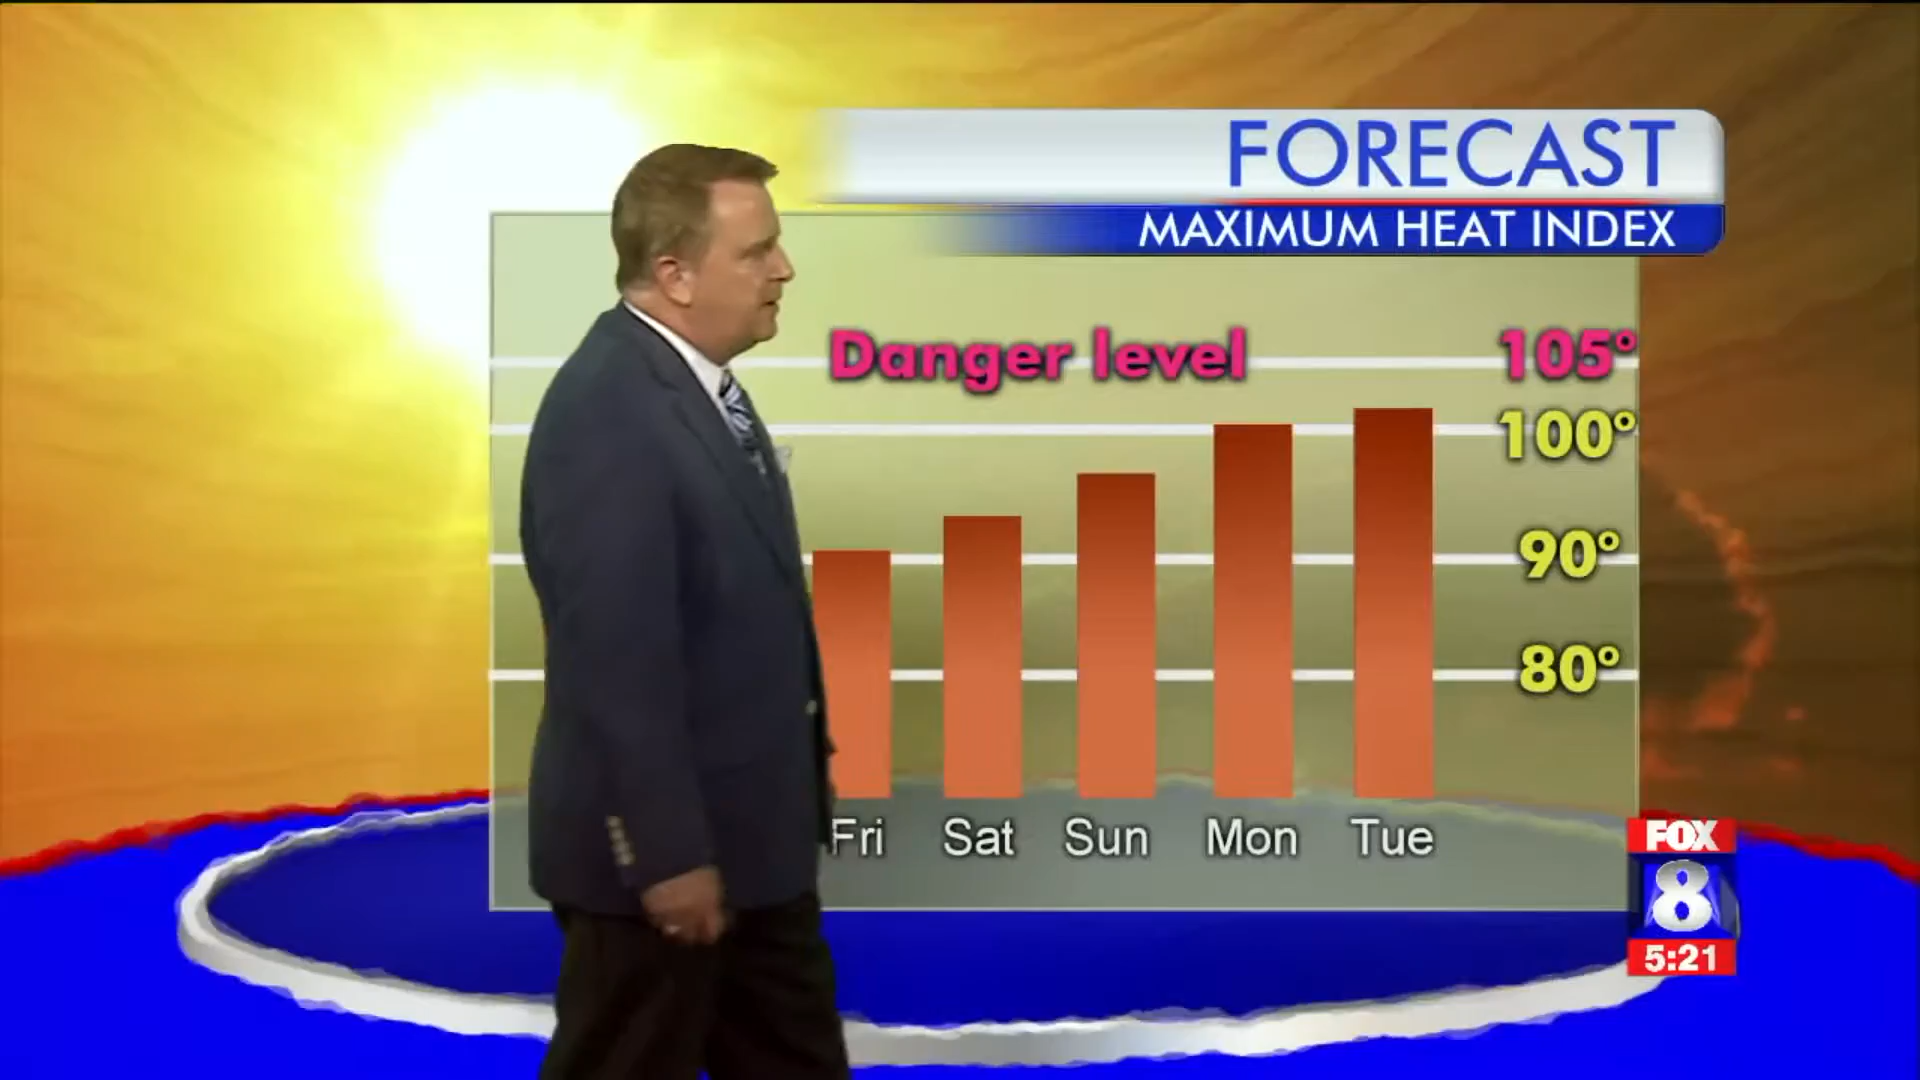 FORECAST
MAXIMUM HEAT INDEX
Danger level 105°
100°
90°
80°
Fri Sat Sun Mon Tue
FOX
8
5:21